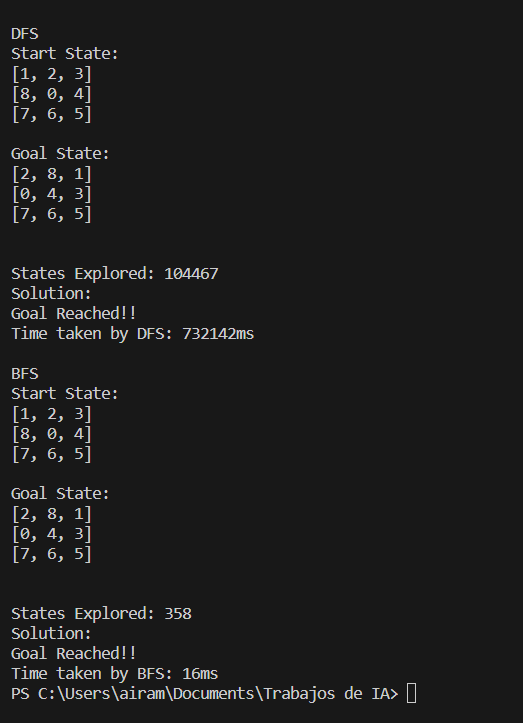 DFS
Start State:
[1, 2, 3]
[8, 0, 4]
[7, 6, 5]
Goal State:
[2, 8, 1]
[0, 4, 3]
[7, 6, 5]
States Explored: 104467
Solution:
Goal Reached!!
Time taken by DFS: 732142ms
BFS
Start State:
[1, 2, 3]
[8, 0, 4]
[7, 6, 5]
Goal State:
[2, 8, 1]
[0, 4, 3]
[7, 6, 5]
States Explored: 358
Solution:
Goal Reached!!
Time taken by BFS: 16ms
PS C:\Users\airam\Documents\Trabajos de IA>